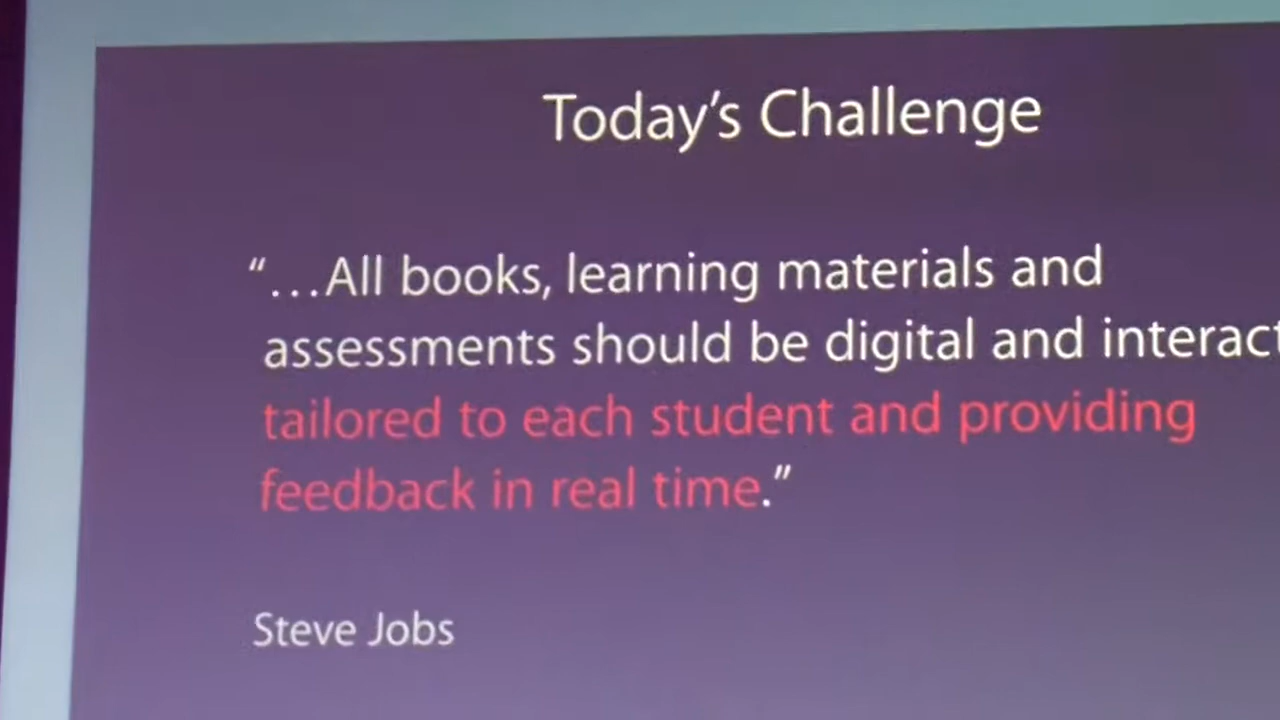 Today's Challenge
“...All books, learning materials and
assessments should be digital and
tailored to each student and providing
feedback in real time.”
Steve Jobs